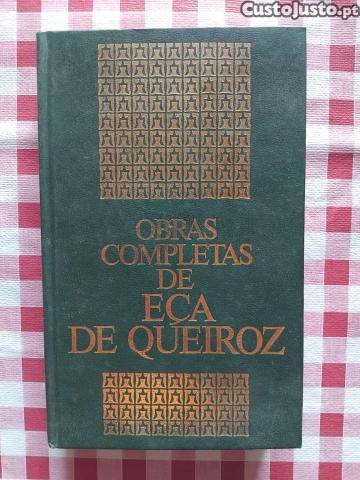 CustoJusto.pt
OBRAS
COMPLETAS
DE
EÇA
DE QUEIROZ